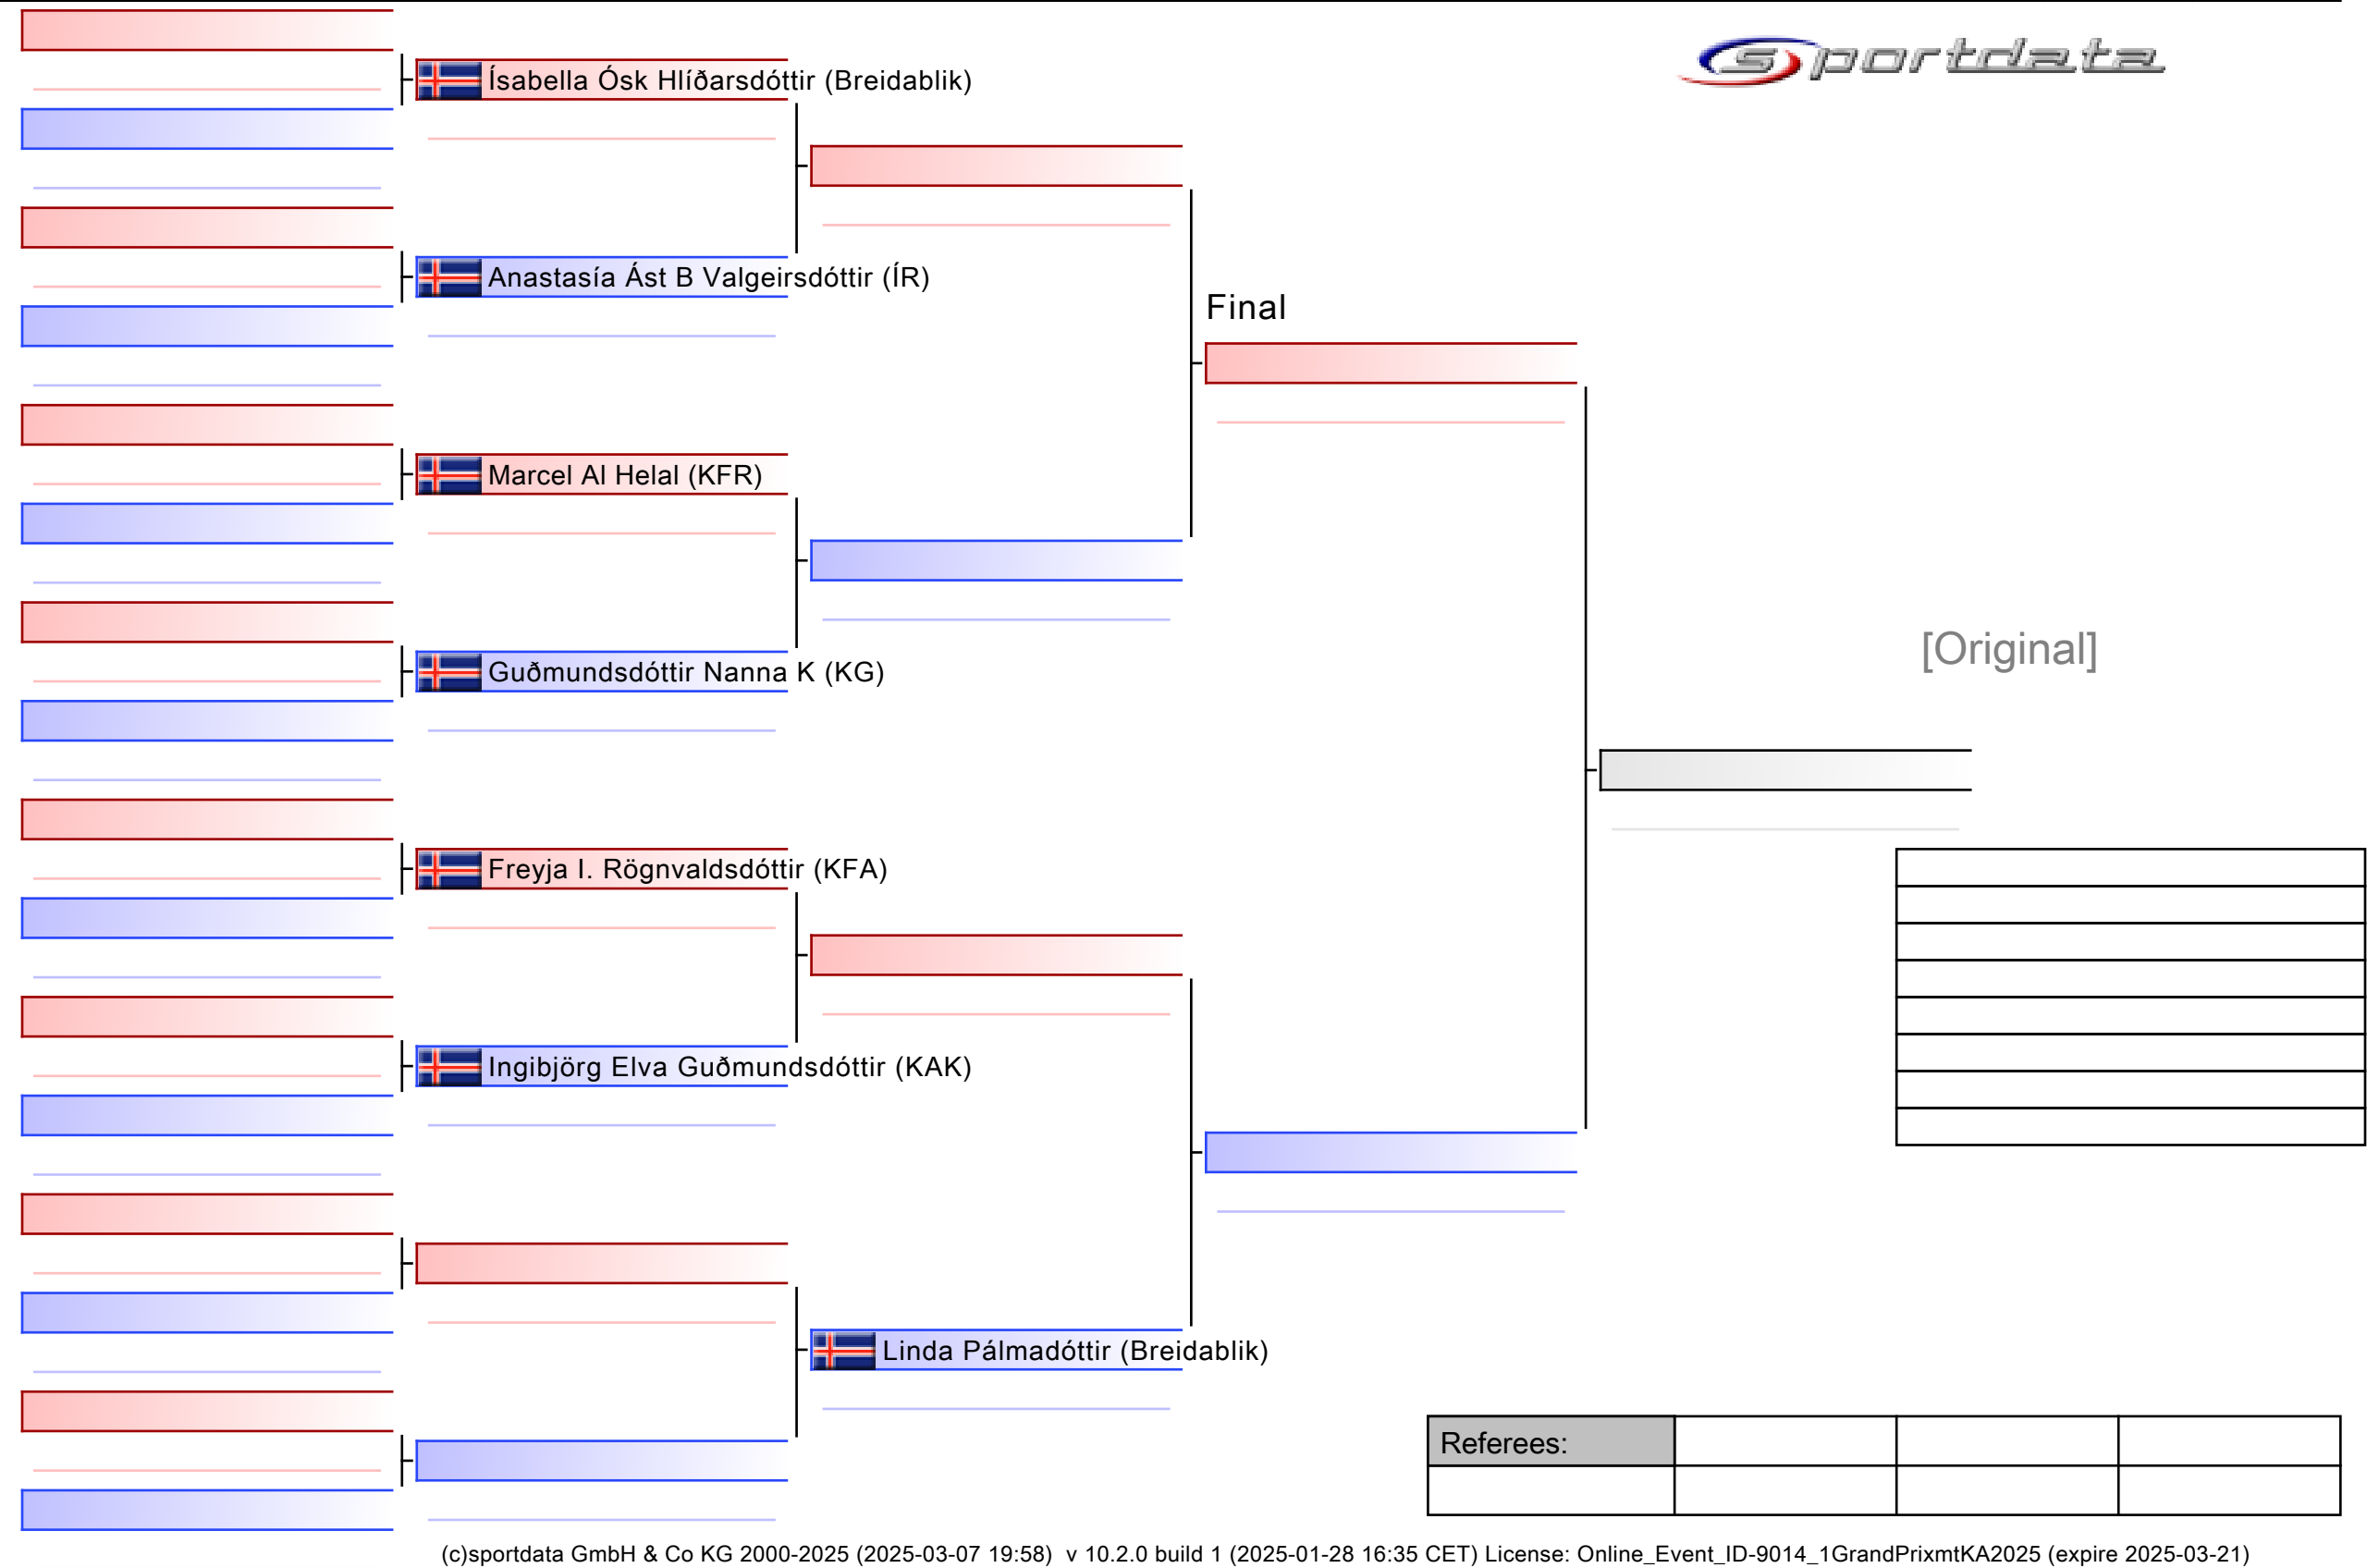 sportdata
Ísabella Ósk Hlíðarsdóttir (Breidablik)
Anastasía Ást B Valgeirsdóttir (ÍR)
Final
Marcel Al Helal (KFR)
[Original]
Guðmundsdóttir Nanna K (KG)
Freyja I. Rögnvaldsdóttir (KFA)
Ingibjörg Elva Guðmundsdóttir (KAK)
Linda Pálmadóttir (Breidablik)
Referees:
(c)sportdata GmbH & Co KG 2000-2025 (2025-03-07 19:58) v 10.2.0 build 1 (2025-01-28 16:35 CET) License: Online_Event_ID-9014_1GrandPrixmtKA2025 (expire 2025-03-21)